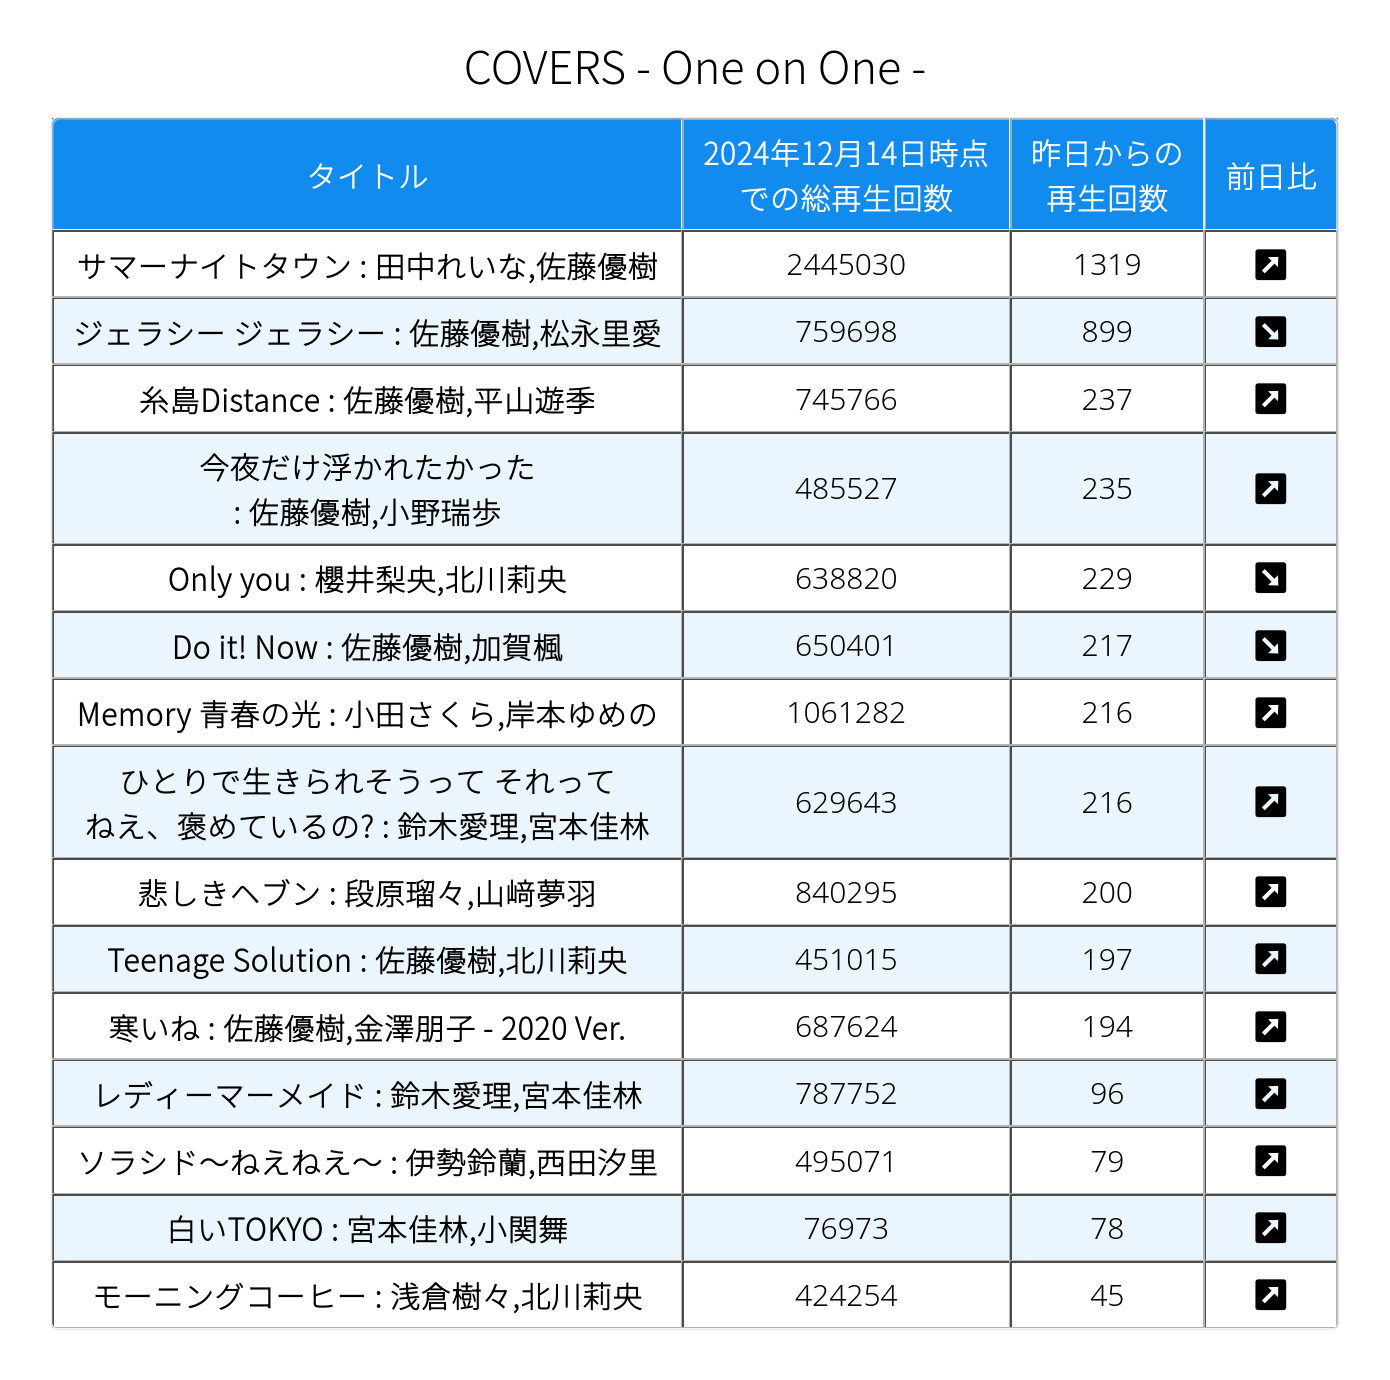 COVERS - One on One -
タイトル
2024年12月14日時点
での総再生回数
昨日からの
再生回数
前日比
サマーナイトタウン : 田中れいな,佐藤優樹
2445030
1319
ジェラシー ジェラシー : 佐藤優樹,松永里愛
759698
899
糸島Distance : 佐藤優樹,平山遊季
745766
237
今夜だけ浮かれたかった
: 佐藤優樹,小野瑞歩
485527
235
Only you : 櫻井梨央,北川莉央
638820
229
Do it! Now : 佐藤優樹,加賀楓
650401
217
Memory 青春の光 : 小田さくら,岸本ゆめの
1061282
216
ひとりで生きられそうって それって
ねえ、褒めているの? : 鈴木愛理,宮本佳林
629643
216
悲しきヘブン : 段原瑠々,山﨑夢羽
840295
200
Teenage Solution : 佐藤優樹,北川莉央
451015
197
寒いね : 佐藤優樹,金澤朋子 - 2020 Ver.
687624
194
レディーマーメイド : 鈴木愛理,宮本佳林
787752
96
ソラシド〜ねえねえ〜 : 伊勢鈴蘭,西田汐里
495071
79
白いTOKYO : 宮本佳林,小関舞
76973
78
モーニングコーヒー : 浅倉樹々,北川莉央
424254
45